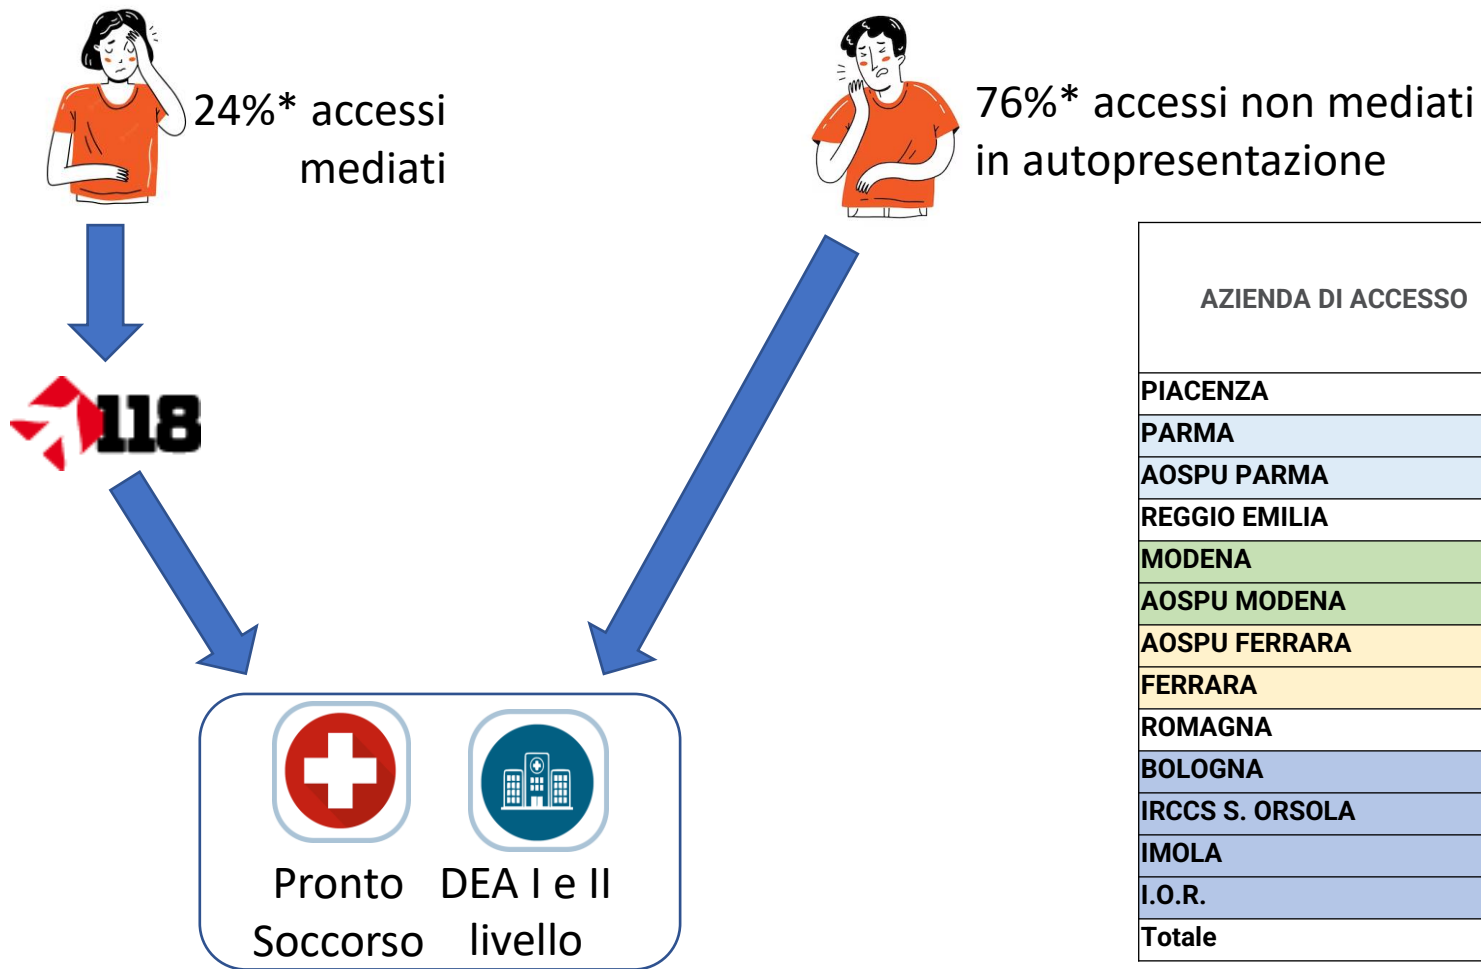 24%* accessi
mediati
76%* accessi non mediati
in autopresentazione
118
Pronto
Soccorso
DEA I e II
livello
AZIENDA DI ACCESSO
PIACENZA
PARMA
AOSPU PARMA
REGGIO EMILIA
MODENA
AOSPU MODENA
AOSPU FERRARA
FERRARA
ROMAGNA
BOLOGNA
IRCCS S. ORSOLA
IMOLA
I.O.R.
Totale